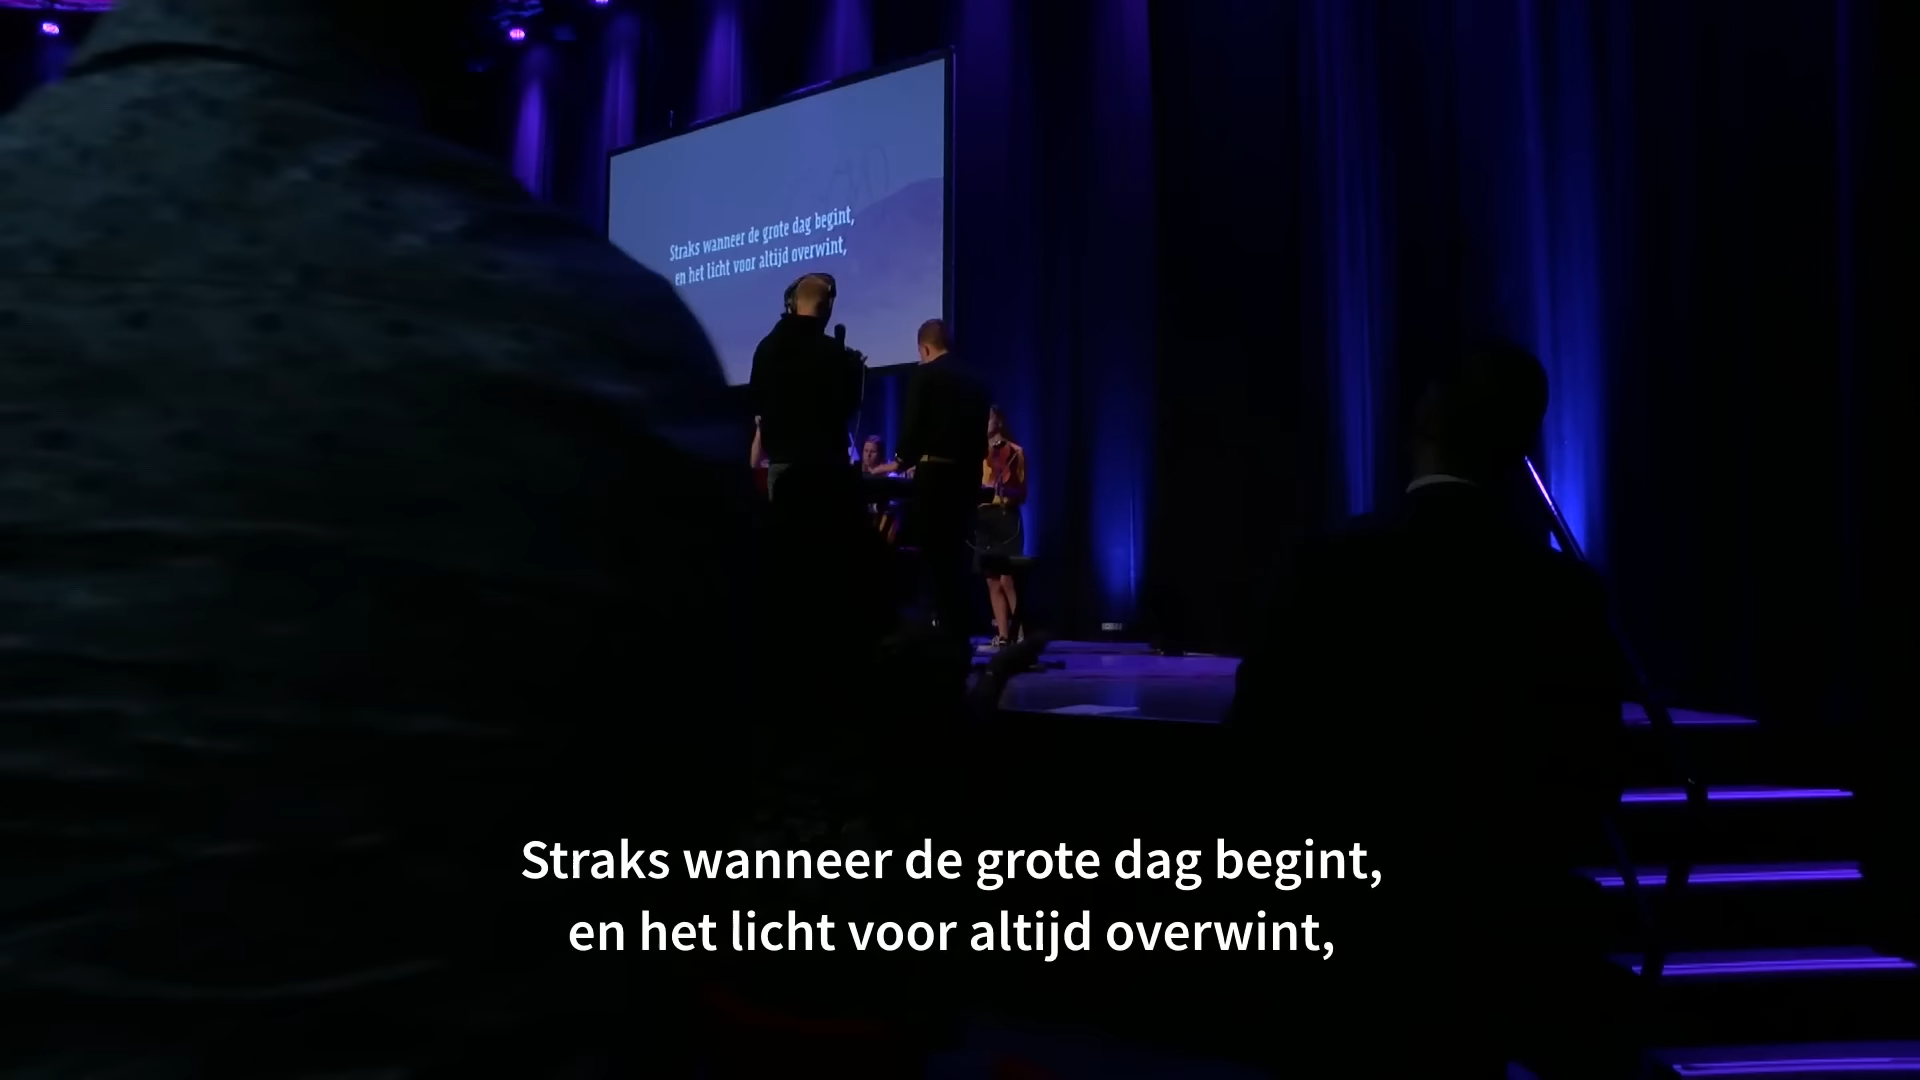 Straks wanneer de grote dag begint,
en het licht voor altijd overwint,
Straks wanneer de grote dag begint,
en het licht voor altijd overwint,